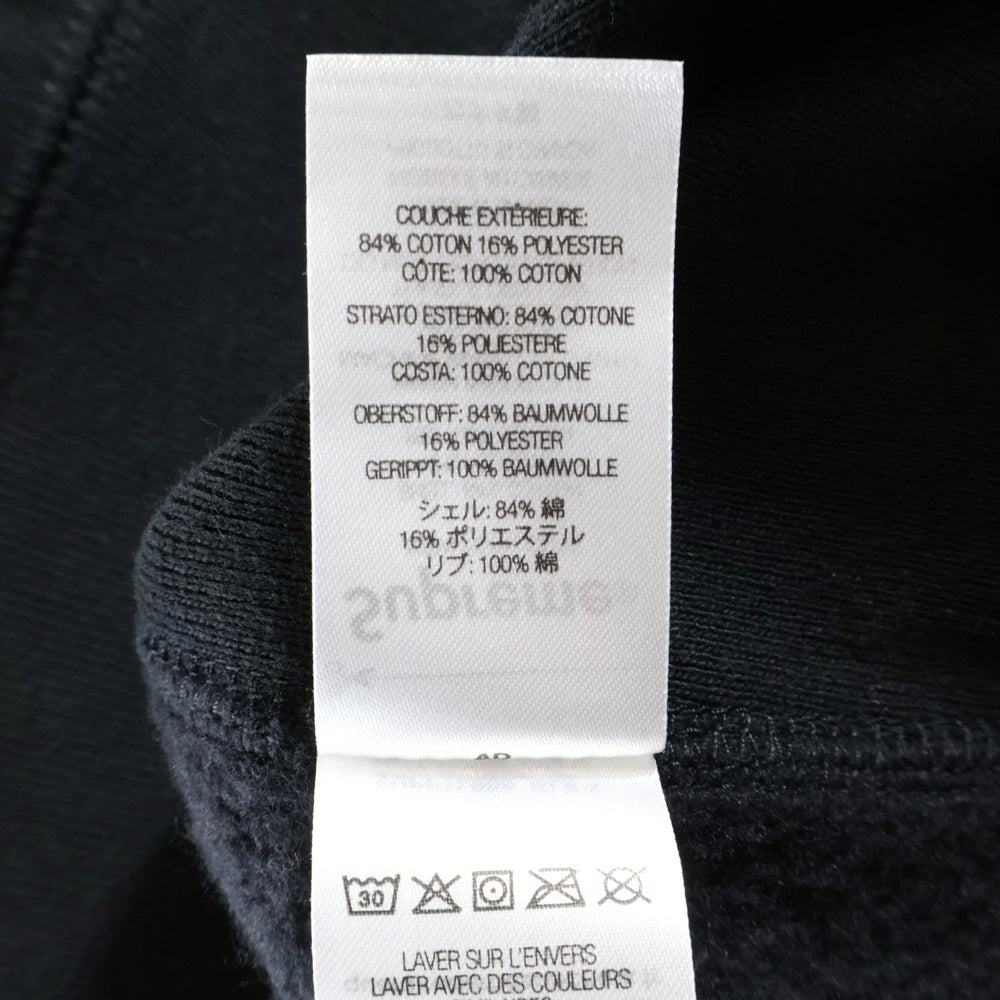 COUCHE EXTÉRIEURE:
84% COTON 16% POLYESTER
CÔTE: 100% COTON
STRATO ESTERNO: 84% COTONE
16% POLIESTERE
COSTA: 100% COTONE
OBERSTOFF: 84% BAUMWOLLE
16% POLYESTER
GERIPPT: 100% BAUMWOLLE
シェル: 84% 綿
16% ポリエステル
リブ: 100% 綿
Supreme
30
LAVER SUR L'ENVERS
LAVER AVEC DES COULEURS